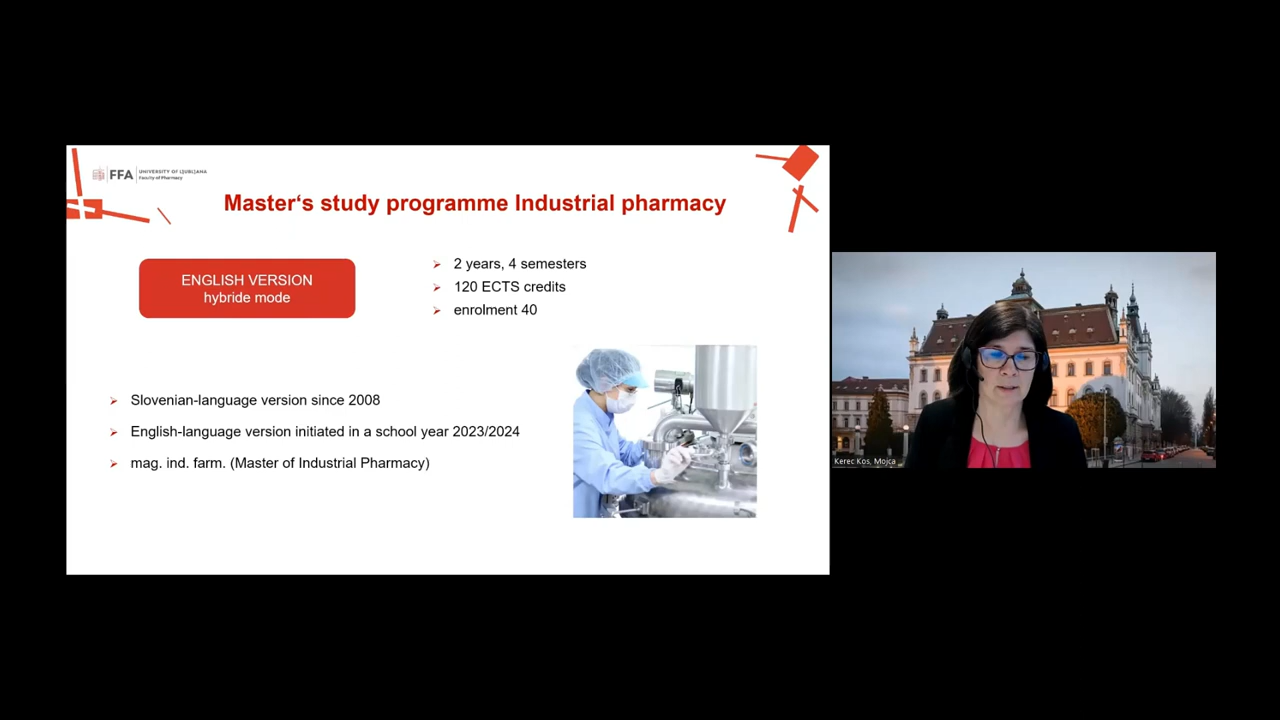 FFA
UNIVERSITY OF LJUBLJANA
Faculty of Pharmacy
Master‘s study programme Industrial pharmacy
ENGLISH VERSION
hybride mode
2 years, 4 semesters
120 ECTS credits
enrolment 40
Slovenian-language version since 2008
English-language version initiated in a school year 2023/2024
mag. ind. farm. (Master of Industrial Pharmacy)
Kerec Kos, Mojca